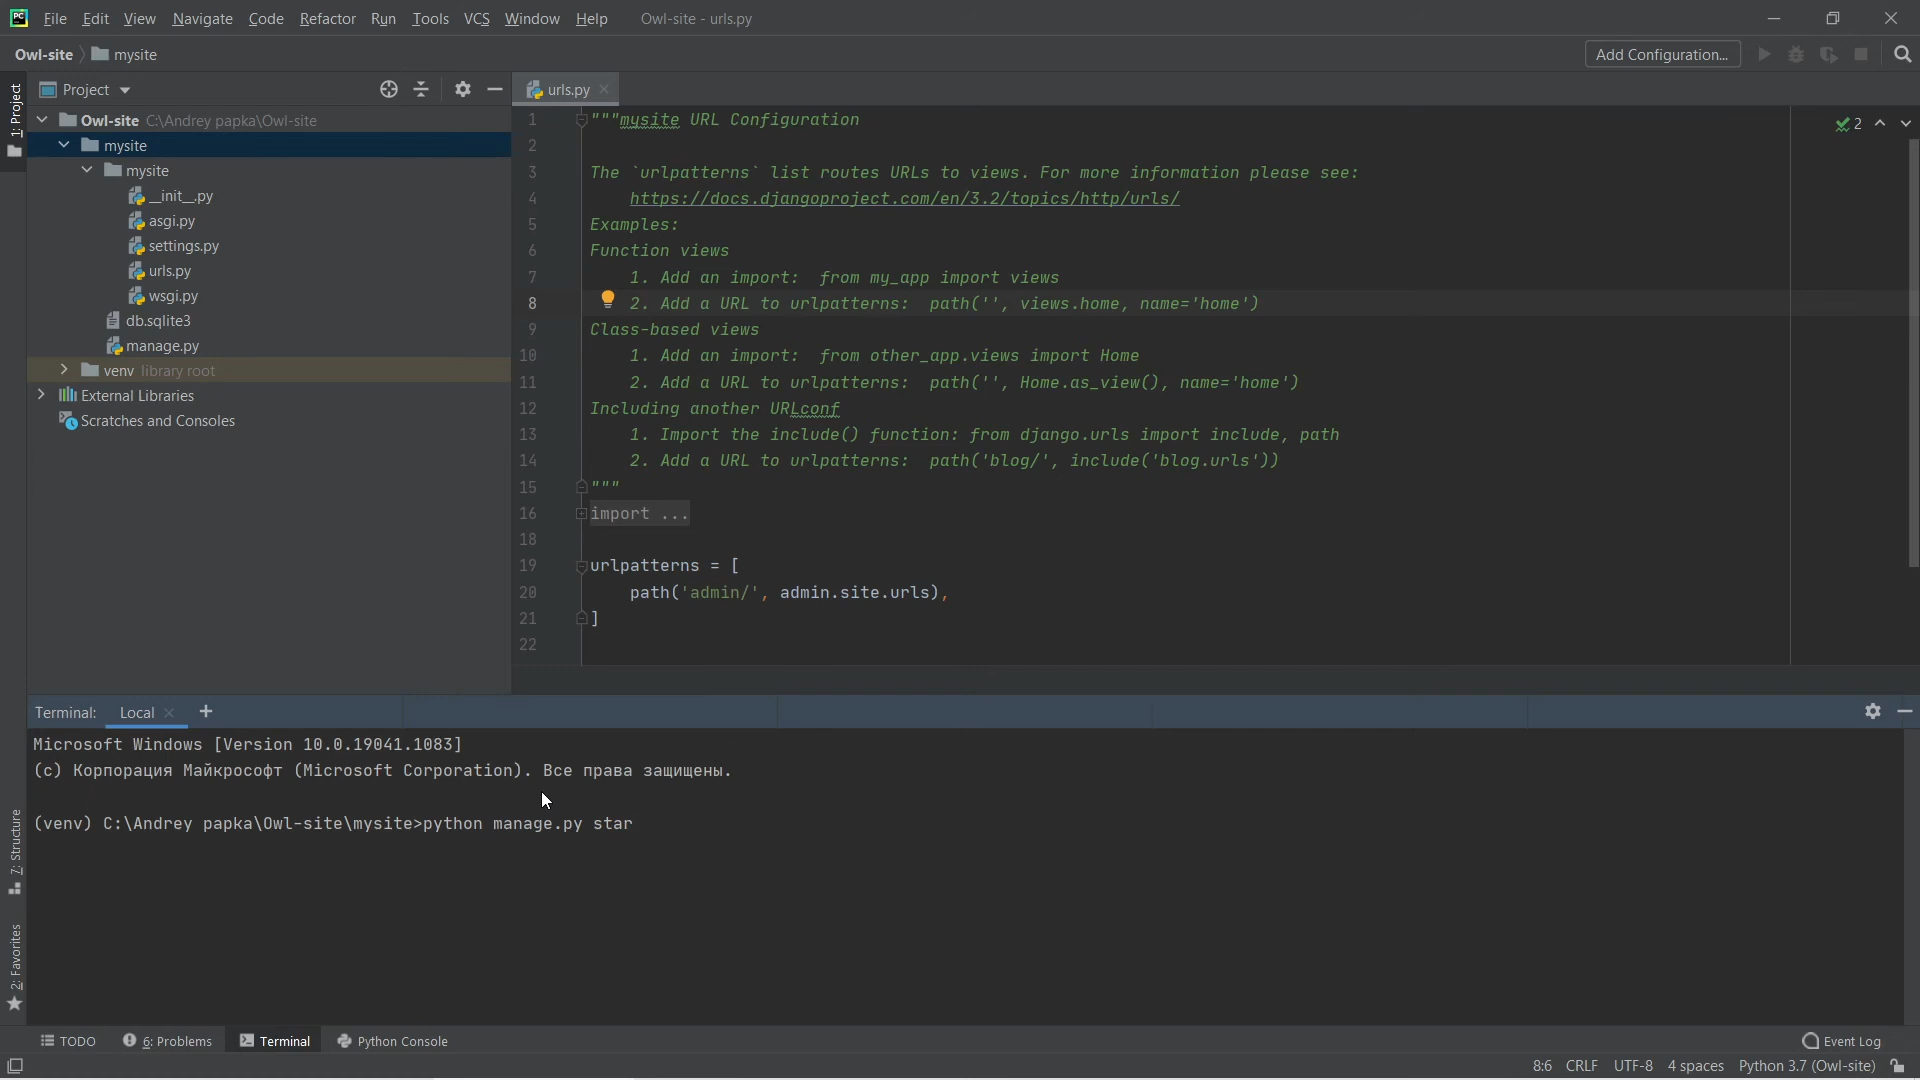 File Edit View Navigate Code Refactor Run Tools VCS Window Help Owl-site - urls.py
Owl-site mysite Add Configuration...
1: Project
Project
urls.py
Owl-site C:\Andrey papka\Owl-site
mysite
mysite
__init__.py
asgi.py
settings.py
urls.py
wsgi.py
db.sqlite3
manage.py
venv library root
External Libraries
Scratches and Consoles
2
1 """mysite URL Configuration
2
3 The `urlpatterns` list routes URLs to views. For more information please see:
4 https://docs.djangoproject.com/en/3.2/topics/http/urls/
5 Examples:
6 Function views
7 1. Add an import: from my_app import views
8 2. Add a URL to urlpatterns: path('', views.home, name='home')
9 Class-based views
10 1. Add an import: from other_app.views import Home
11 2. Add a URL to urlpatterns: path('', Home.as_view(), name='home')
12 Including another URLconf
13 1. Import the include() function: from django.urls import include, path
14 2. Add a URL to urlpatterns: path('blog/', include('blog.urls'))
15 """
16 import ...
18
19 urlpatterns = [
20 path('admin/', admin.site.urls),
21 ]
22
Terminal: Local
Microsoft Windows [Version 10.0.19041.1083]
(c) Корпорация Майкрософт (Microsoft Corporation). Все права защищены.
(venv) C:\Andrey papka\Owl-site\mysite>python manage.py star
7: Structure
2: Favorites
TODO 6: Problems Terminal Python Console Event Log
8:6 CRLF UTF-8 4 spaces Python 3.7 (Owl-site)